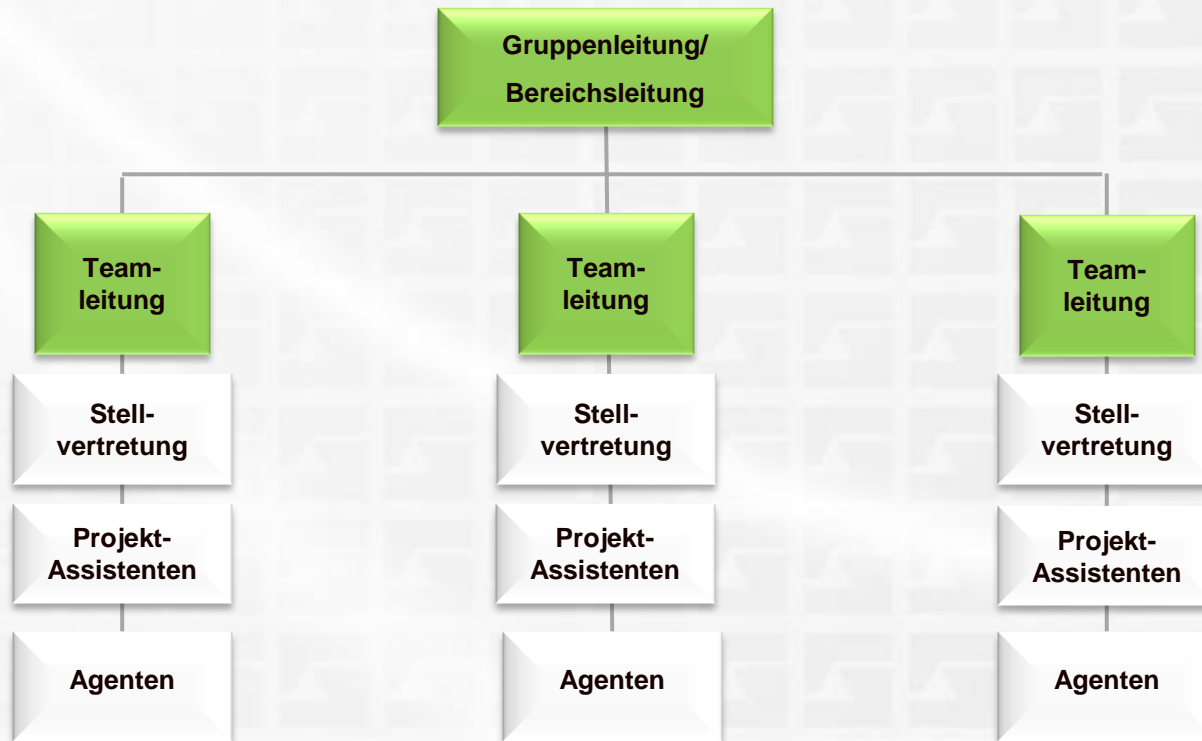 Gruppenleitung/
Bereichsleitung
Team-
leitung
Team-
leitung
Team-
leitung
Stell-
vertretung
Stell-
vertretung
Stell-
vertretung
Projekt-
Assistenten
Projekt-
Assistenten
Projekt-
Assistenten
Agenten
Agenten
Agenten